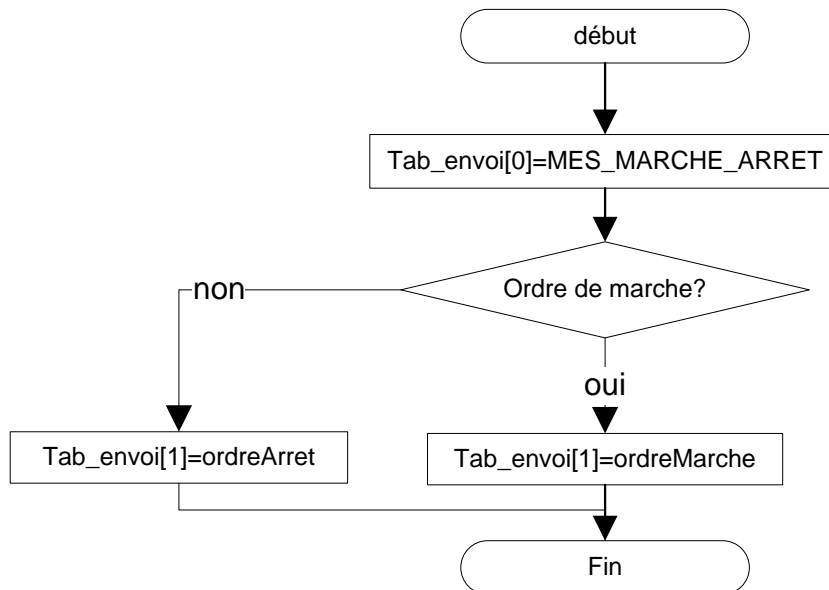 début
Tab_envoi[0]=MES_MARCHE_ARRET
Ordre de marche?
non
oui
Tab_envoi[1]=ordreArret
Tab_envoi[1]=ordreMarche
Fin